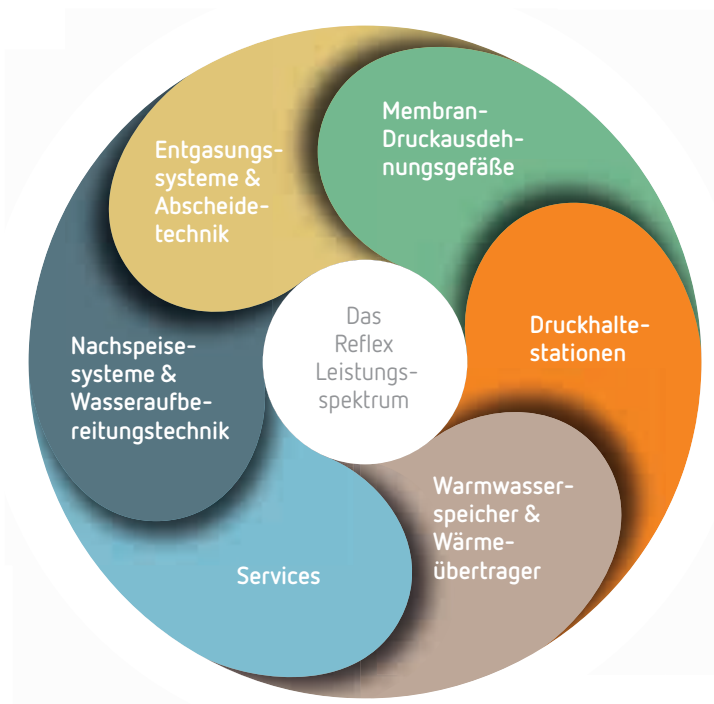 Membran-
Druckausdeh-
nungsgefäße
Entgasungs-
systeme &
Abscheide-
technik
Das
Reflex
Leistungs-
spektrum
Druckhalte-
stationen
Nachspeise-
systeme &
Wasseraufbe-
reitungstechnik
Warmwasser-
speicher &
Wärme-
übertrager
Services